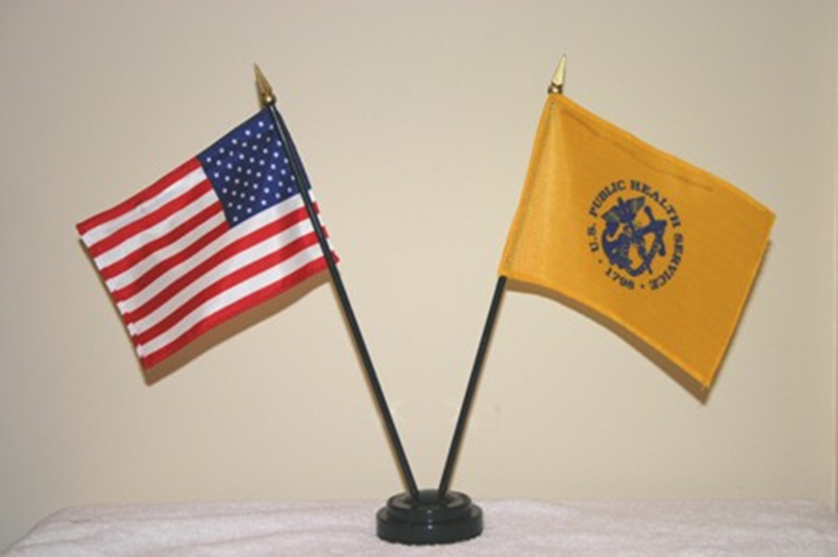 U.S. PUBLIC HEALTH SERVICE
· 1798 ·